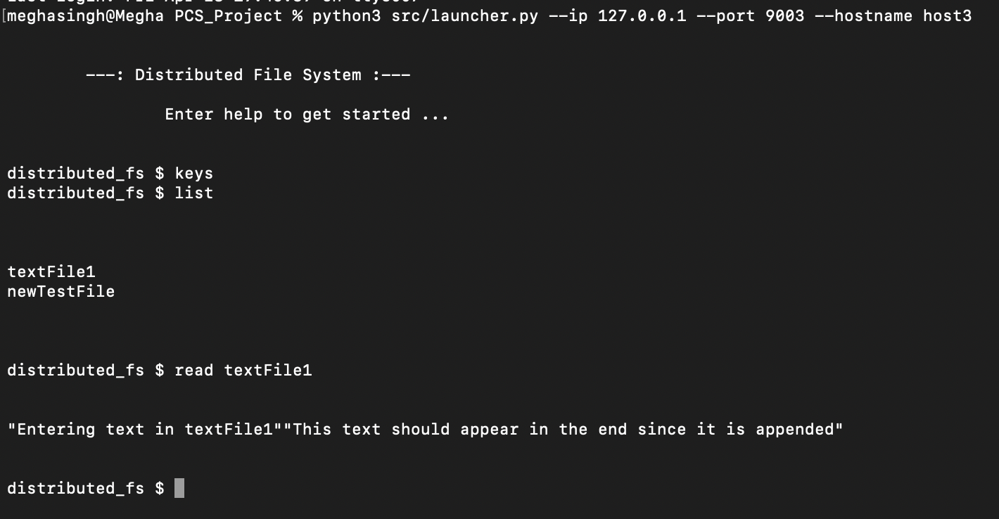 meghasingh@Megha PCS_Project % python3 src/launcher.py --ip 127.0.0.1 --port 9003 --hostname host3
---: Distributed File System :---
Enter help to get started ...
distributed_fs $ keys
distributed_fs $ list
textFile1
newTestFile
distributed_fs $ read textFile1
"Entering text in textFile1""This text should appear in the end since it is appended"
distributed_fs $